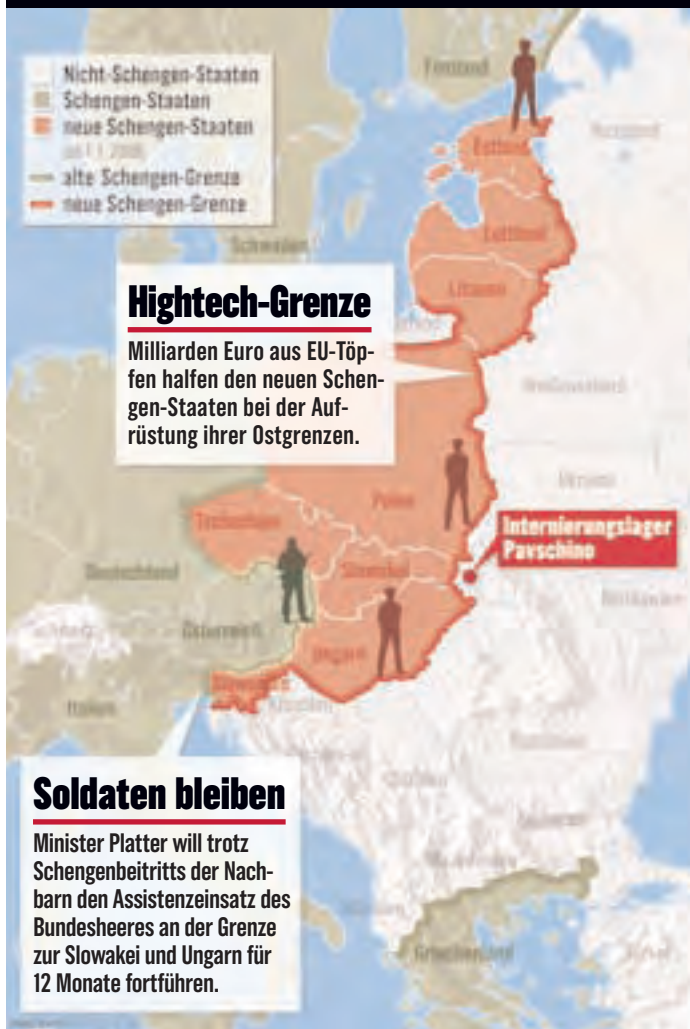 Nicht-Schengen-Staaten
Schengen-Staaten
neue Schengen-Staaten
alte Schengen-Grenze
neue Schengen-Grenze
Finnland
Estland
Lettland
Schweden
Litauen
Hightech-Grenze
Milliarden Euro aus EU-Töp-
fen halfen den neuen Schen-
gen-Staaten bei der Auf-
rüstung ihrer Ostgrenzen.
Polen
Ukraine
Tschechien
Internierungslager
Pavschino
Deutschland
Slowakei
Österreich
Ungarn
Italien
Soldaten bleiben
Minister Platter will trotz
Schengenbeitritts der Nach-
barn den Assistenzeinsatz des
Bundesheeres an der Grenze
zur Slowakei und Ungarn für
12 Monate fortführen.
Griechenland